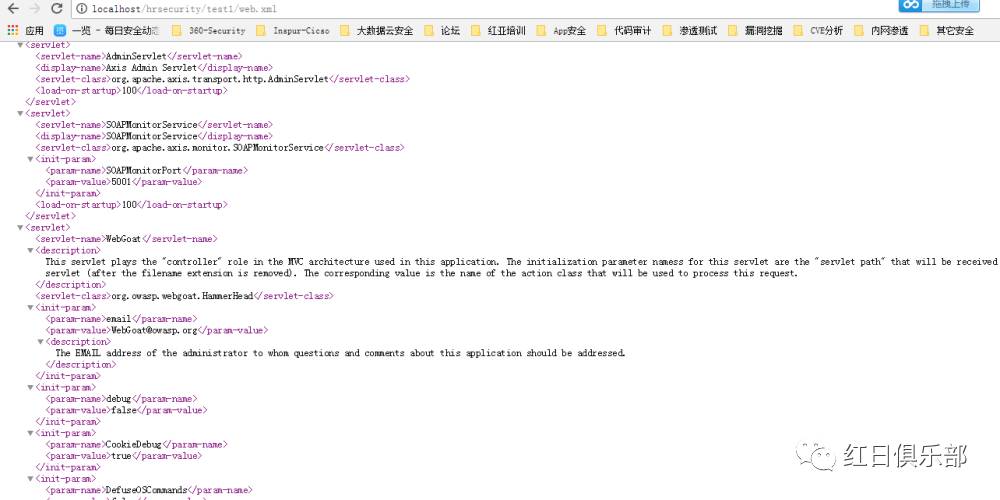 localhost/hrsecurity/test1/web.xml
拖拽上传
应用 一览 - 每日安全动态 360-Security Inspur-Cicso 大数据云安全 论坛 红亚培训 App安全 代码审计 渗透测试 漏洞挖掘 CVE分析 内网渗透 其它安全
<servlet>
<servlet-name>AdminServlet</servlet-name>
<display-name>Axis Admin Servlet</display-name>
<servlet-class>org.apache.axis.transport.http.AdminServlet</servlet-class>
<load-on-startup>100</load-on-startup>
</servlet>
<servlet>
<servlet-name>SOAPMonitorService</servlet-name>
<display-name>SOAPMonitorService</display-name>
<servlet-class>org.apache.axis.monitor.SOAPMonitorService</servlet-class>
<init-param>
<param-name>SOAPMonitorPort</param-name>
<param-value>5001</param-value>
</init-param>
<load-on-startup>100</load-on-startup>
</servlet>
<servlet>
<servlet-name>WebGoat</servlet-name>
<description>
This servlet plays the "controller" role in the MVC architecture used in this application. The initialization parameter namess for this servlet are the "servlet path" that will be received
servlet (after the filename extension is removed). The corresponding value is the name of the action class that will be used to process this request.
</description>
<servlet-class>org.owasp.webgoat.HammerHead</servlet-class>
<init-param>
<param-name>email</param-name>
<param-value>WebGoat@owasp.org</param-value>
<description>
The EMAIL address of the administrator to whom questions and comments about this application should be addressed.
</description>
</init-param>
<init-param>
<param-name>debug</param-name>
<param-value>false</param-value>
</init-param>
<init-param>
<param-name>CookieDebug</param-name>
<param-value>true</param-value>
</init-param>
<init-param>
<param-name>DefuseOSCommands</param-name>
红日俱乐部